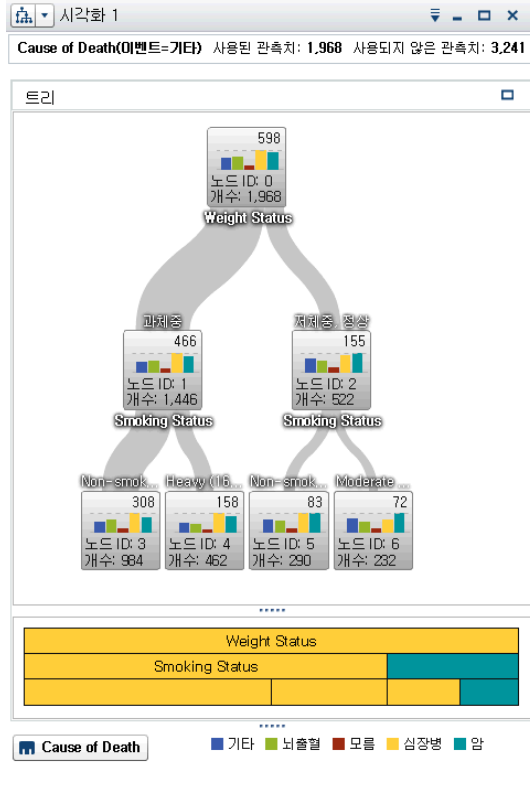 시각화 1
Cause of Death(이벤트=기타) 사용된 관측치: 1,968 사용되지 않은 관측치: 3,241
트리
598
노드 ID: 0
개수: 1,968
Weight Status
과체중 저체중, 정상
466 155
노드 ID: 1 노드 ID: 2
개수: 1,446 개수: 522
Smoking Status Smoking Status
Non-smok... Heavy (16... Non-smok... Moderate ...
308 158 83 72
노드 ID: 3 노드 ID: 4 노드 ID: 5 노드 ID: 6
개수: 984 개수: 462 개수: 290 개수: 232
Weight Status
Smoking Status
Cause of Death 기타 뇌출혈 모름 심장병 암